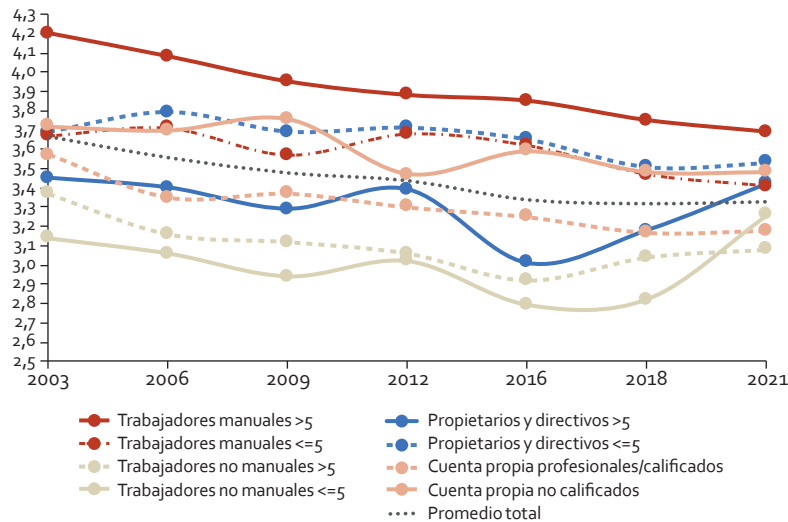 4,3
4,2
4,1
4,0
3,9
3,8
3,7
3,6
3,5
3,4
3,3
3,2
3,1
3,0
2,9
2,8
2,7
2,6
2,5
2003 2006 2009 2012 2016 2018 2021
Trabajadores manuales >5
Trabajadores manuales <=5
Trabajadores no manuales >5
Trabajadores no manuales <=5
Propietarios y directivos >5
Propietarios y directivos <=5
Cuenta propia profesionales/calificados
Cuenta propia no calificados
Promedio total